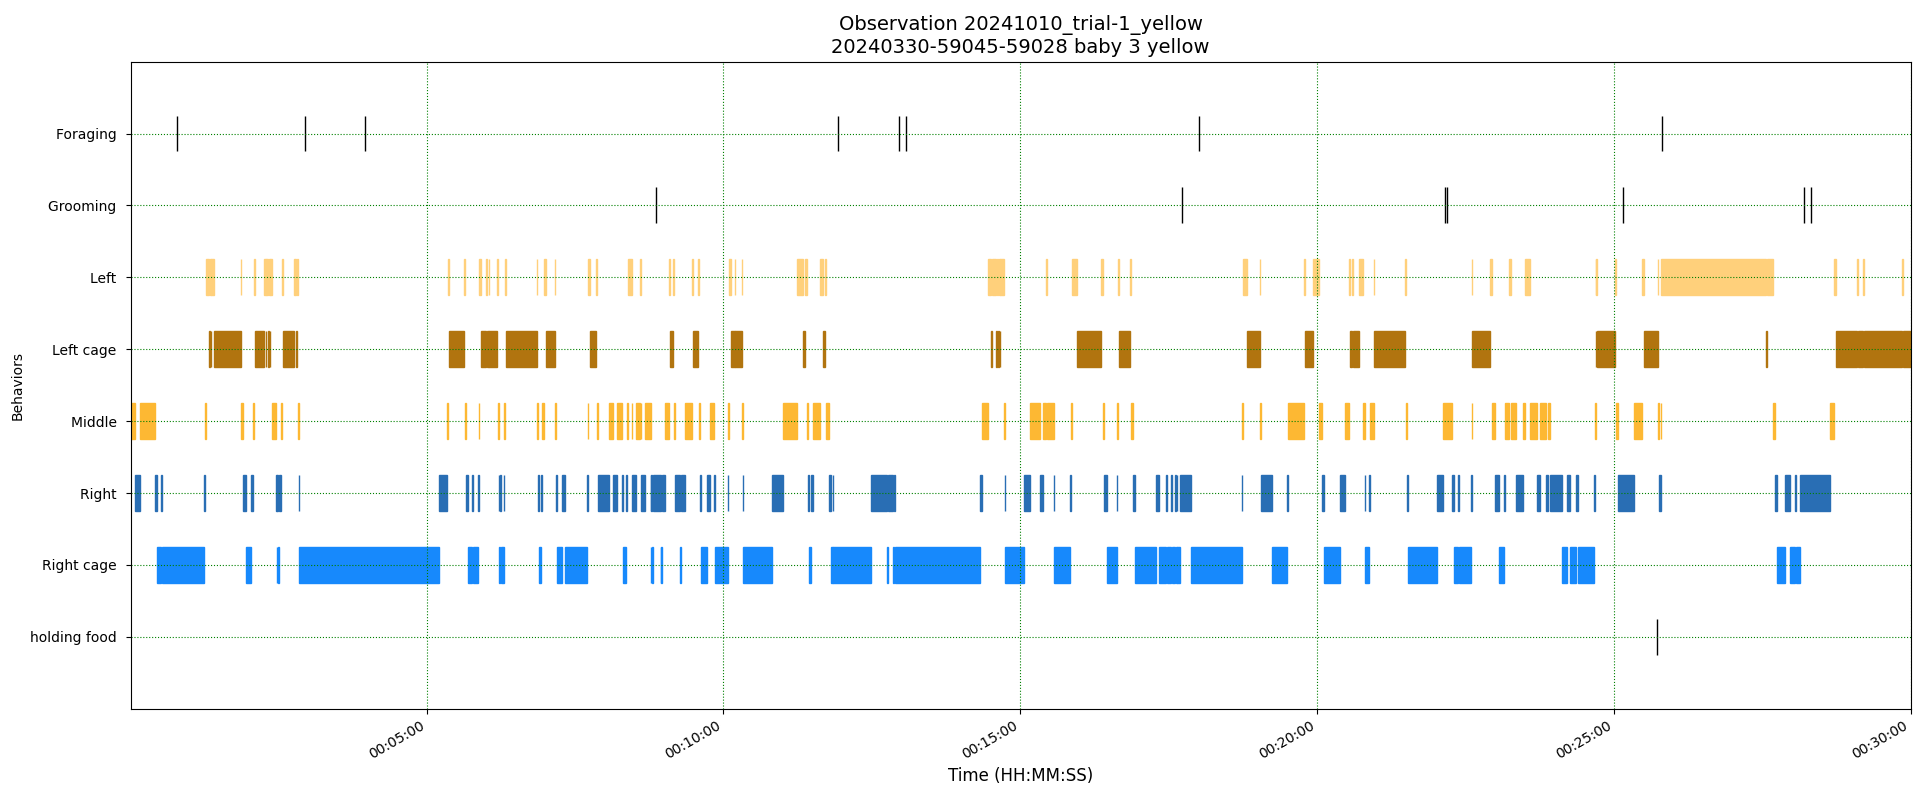 Observation 20241010_trial-1_yellow
20240330-59045-59028 baby 3 yellow
Behaviors
Foraging
Grooming
Left
Left cage
Middle
Right
Right cage
holding food
00:05:00
00:10:00
00:15:00
00:20:00
00:25:00
00:30:00
Time (HH:MM:SS)